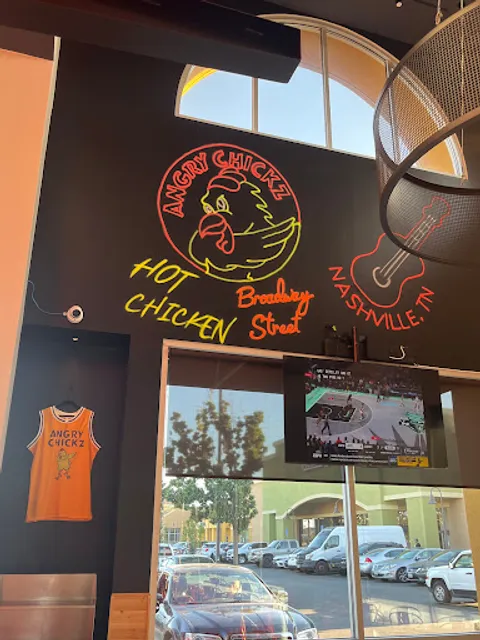 ANGRY CHICKZ
HOT
CHICKEN
Broadway
Street
NASHVILLE, TN
ANGRY
CHICKZ